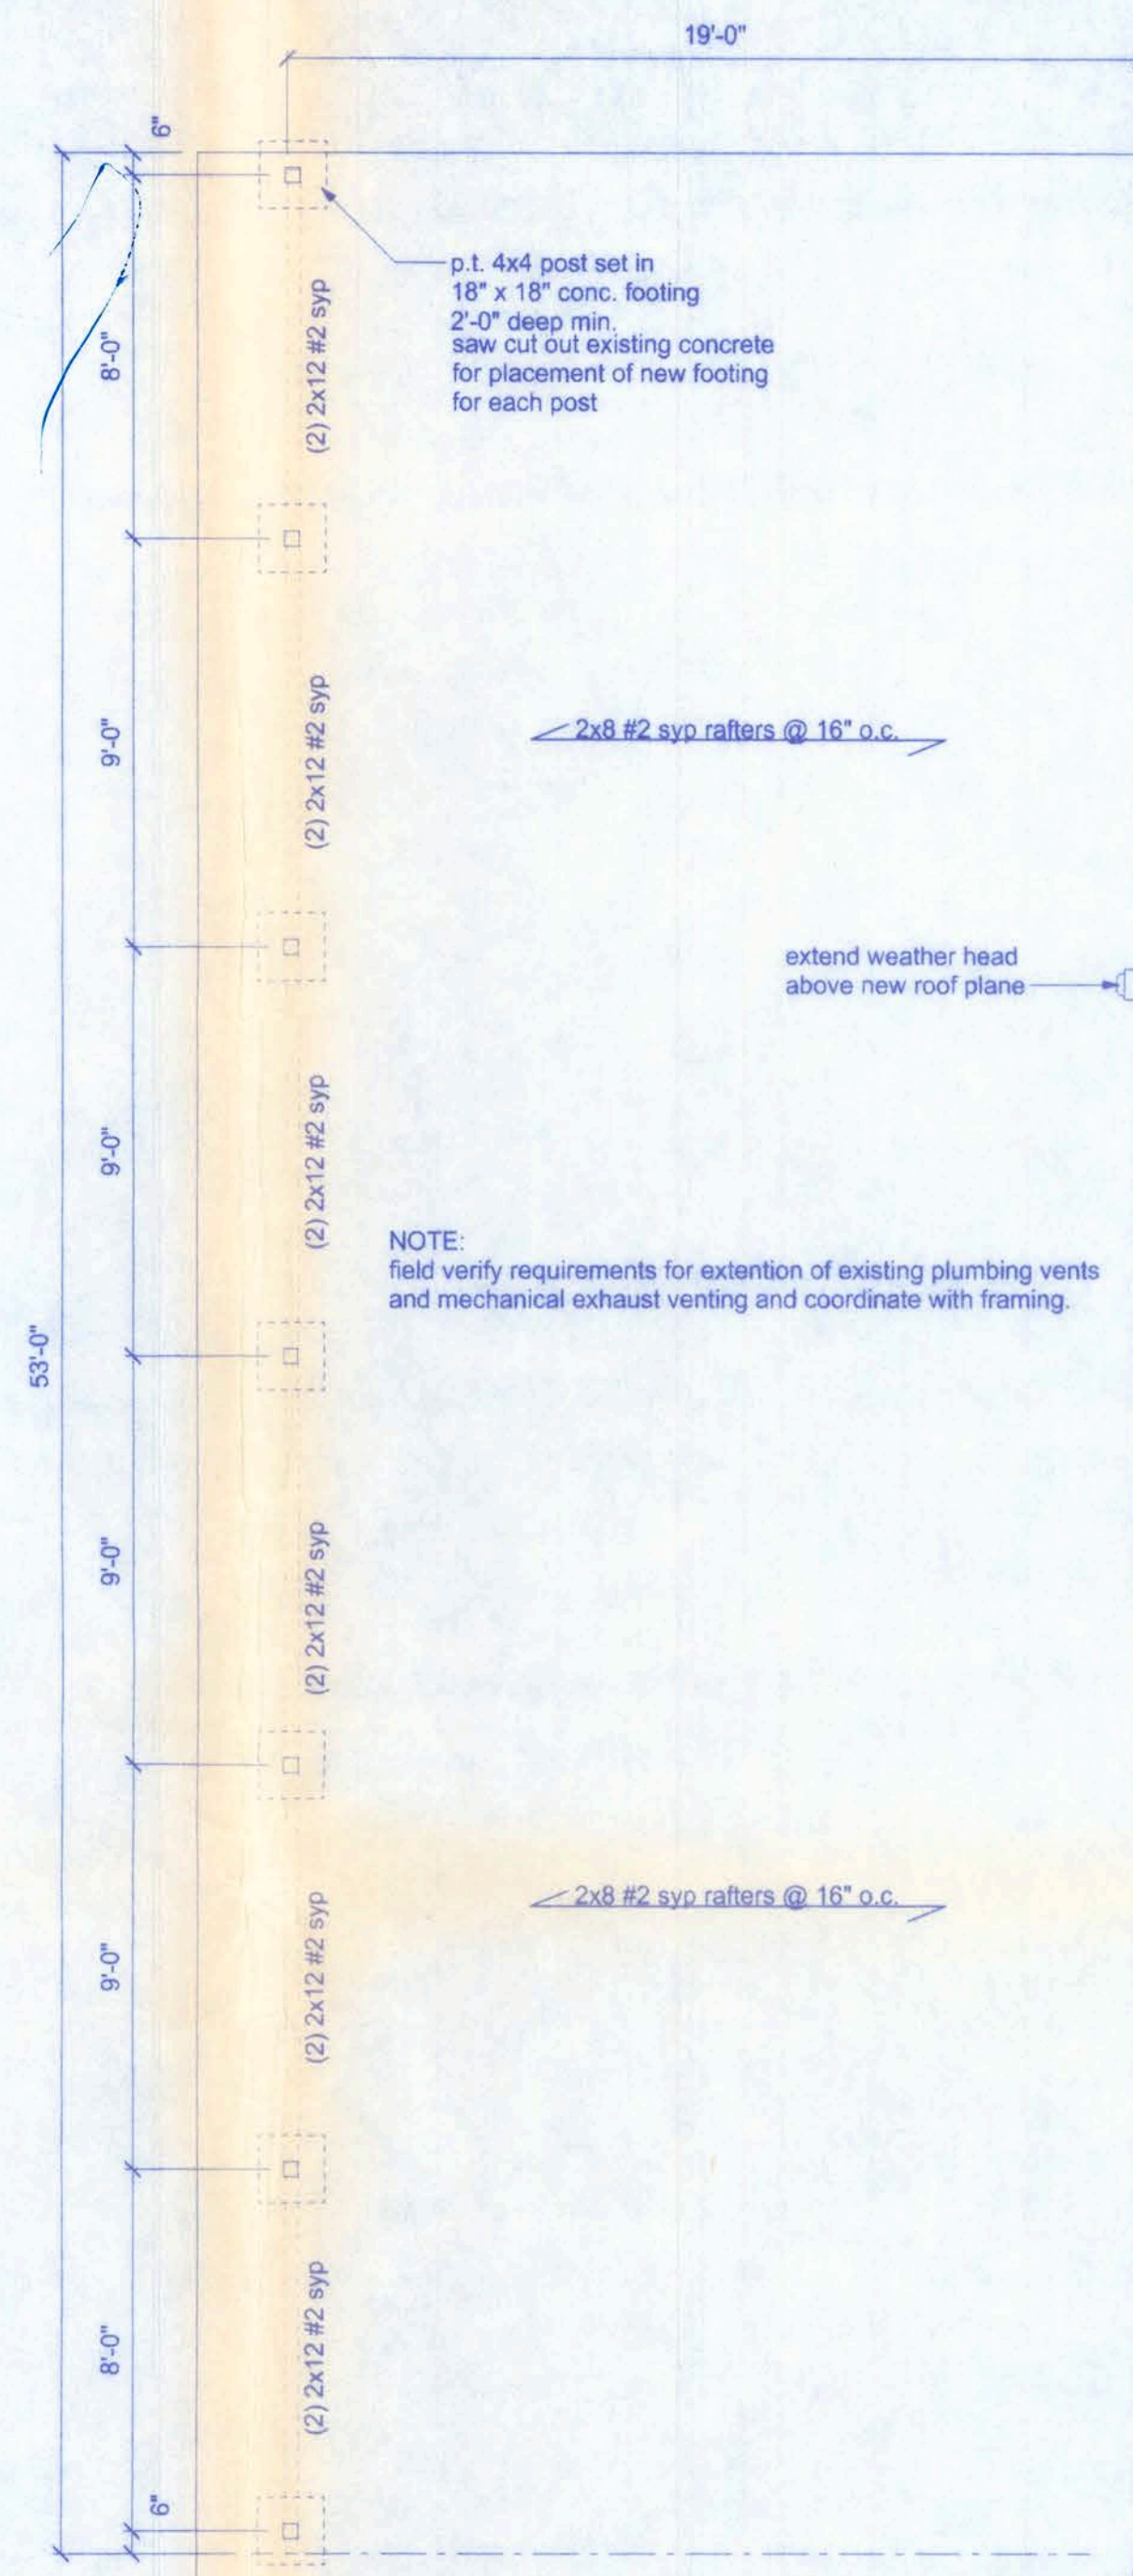 19'-0"
6"
p.t. 4x4 post set in
18" x 18" conc. footing
2'-0" deep min.
saw cut out existing concrete
for placement of new footing
for each post
8'-0"
(2) 2x12 #2 syp
9'-0"
(2) 2x12 #2 syp
2x8 #2 syp rafters @ 16" o.c.
extend weather head
above new roof plane
9'-0"
(2) 2x12 #2 syp
NOTE:
field verify requirements for extention of existing plumbing vents
and mechanical exhaust venting and coordinate with framing.
53'-0"
9'-0"
(2) 2x12 #2 syp
2x8 #2 syp rafters @ 16" o.c.
9'-0"
(2) 2x12 #2 syp
8'-0"
(2) 2x12 #2 syp
6"